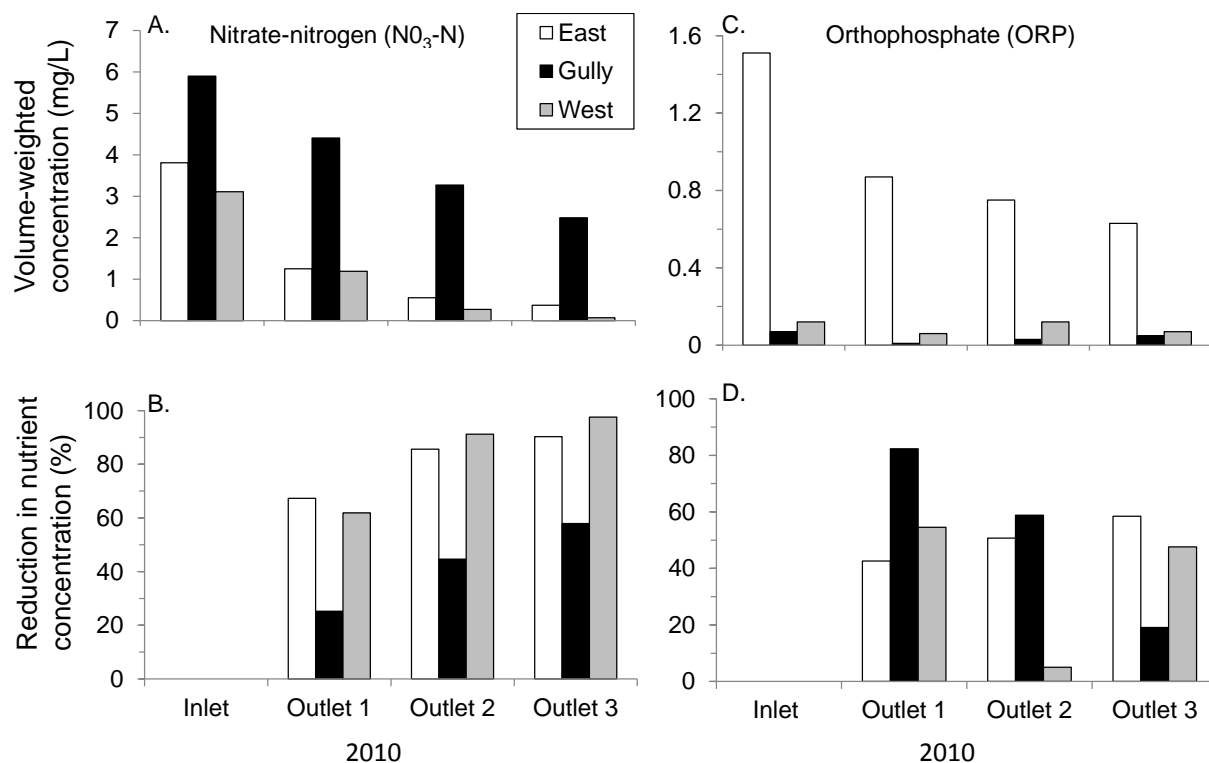 A.
Nitrate-nitrogen (N0₃-N)
East
Gully
West
Volume-weighted
concentration (mg/L)
7
6
5
4
3
2
1
0
C.
Orthophosphate (ORP)
1.6
1.2
0.8
0.4
0
B.
Reduction in nutrient
concentration (%)
100
80
60
40
20
0
Inlet Outlet 1 Outlet 2 Outlet 3
2010
D.
100
80
60
40
20
0
Inlet Outlet 1 Outlet 2 Outlet 3
2010